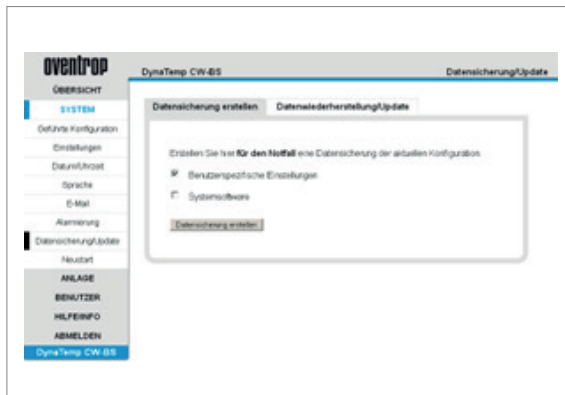 oventrop
DynaTemp CW-BS
Datensicherung/Update
ÜBERSICHT
SYSTEM
Geführte Konfiguration
Einstellungen
Datum/Uhrzeit
Sprache
E-Mail
Alarmierung
Datensicherung/Update
Neustart
ANLAGE
BENUTZER
HILFE/INFO
ABMELDEN
DynaTemp CW-BS
Datensicherung erstellen
Datenwiederherstellung/Update
Erstellen Sie hier für den Notfall eine Datensicherung der aktuellen Konfiguration
Benutzerspezifische Einstellungen
Systemsoftware
Datensicherung erstellen